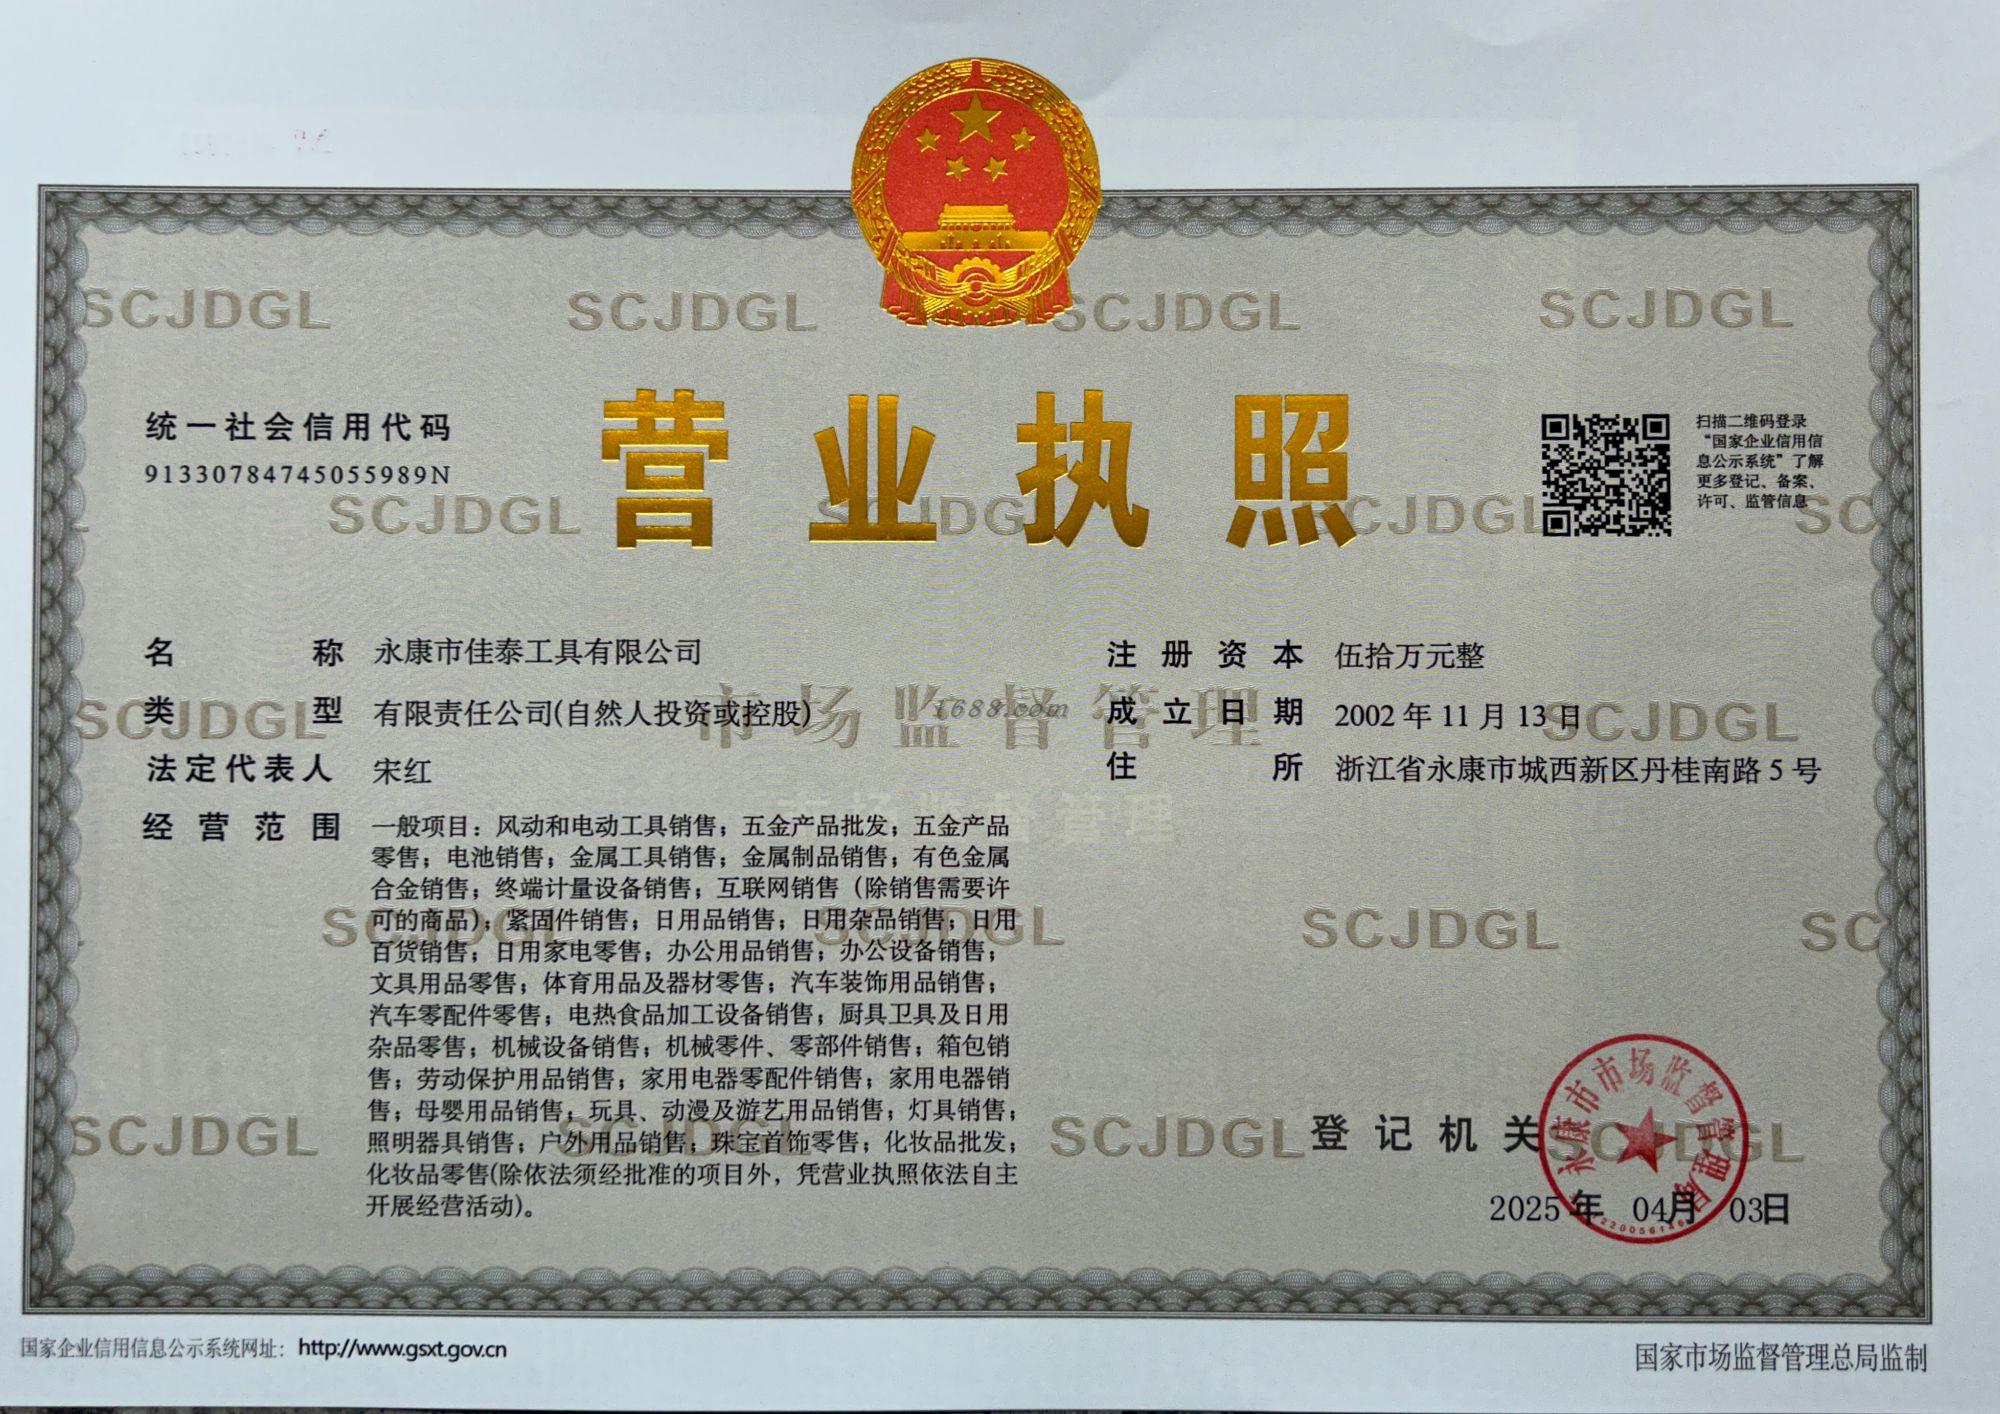 营业执照
统一社会信用代码
91330784745055989N
扫描二维码登录
“国家企业信用信
息公示系统”了解
更多登记、备案、
许可、监管信息
名称 永康市佳泰工具有限公司
类型 有限责任公司(自然人投资或控股)
法定代表人 宋红
经营范围 一般项目：风动和电动工具销售；五金产品批发；五金产品
零售；电池销售；金属工具销售；金属制品销售；有色金属
合金销售；终端计量设备销售；互联网销售（除销售需要许
可的商品）；紧固件销售；日用品销售；日用杂品销售；日用
百货销售；日用家电零售；办公用品销售；办公设备销售；
文具用品零售；体育用品及器材零售；汽车装饰用品销售；
汽车零配件零售；电热食品加工设备销售；厨具卫具及日用
杂品零售；机械设备销售；机械零件、零部件销售；箱包销
售；劳动保护用品销售；家用电器零配件销售；家用电器销
售；母婴用品销售；玩具、动漫及游艺用品销售；灯具销售；
照明器具销售；户外用品销售；珠宝首饰零售；化妆品批发；
化妆品零售(除依法须经批准的项目外，凭营业执照依法自主
开展经营活动)。
注册资本 伍拾万元整
成立日期 2002年11月13日
住所 浙江省永康市城西新区丹桂南路5号
SCJDGL
市场监督管理
1688.com
登记机关
永康市市场监督管理局
2025年 04月 03日
国家企业信用信息公示系统网址：http://www.gsxt.gov.cn
国家市场监督管理总局监制